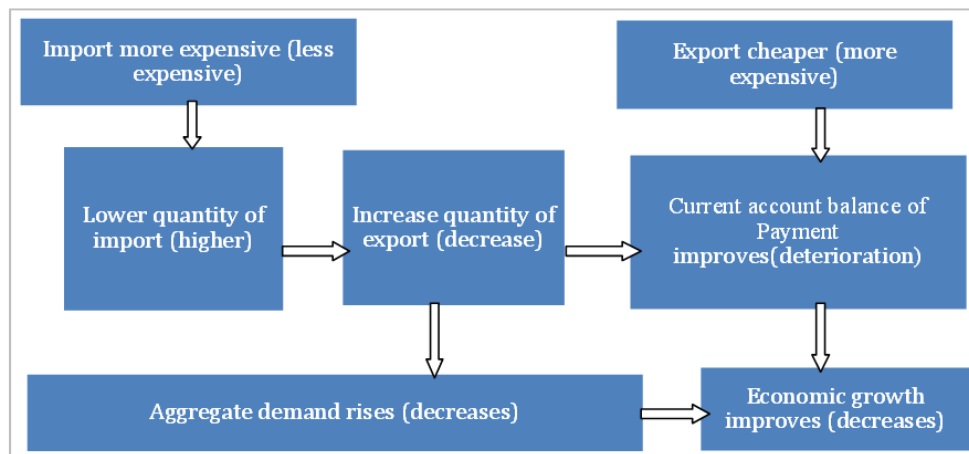 Import more expensive (less
expensive)
Export cheaper (more
expensive)
Lower quantity of
import (higher)
Increase quantity of
export (decrease)
Current account balance of
Payment
improves(deterioration)
Aggregate demand rises (decreases)
Economic growth
improves (decreases)